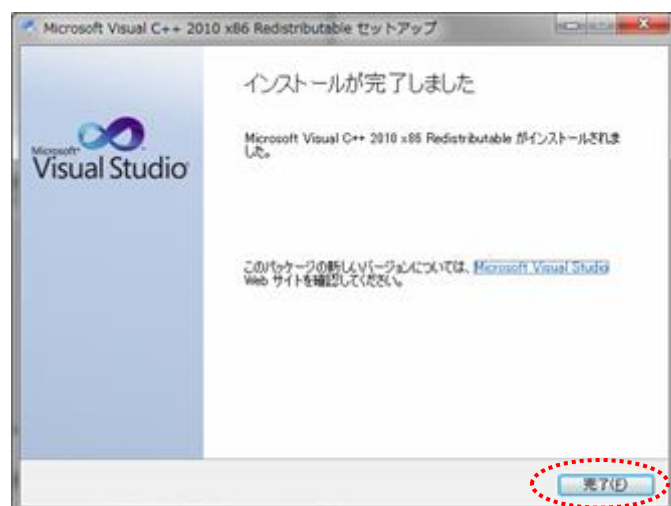 Microsoft Visual C++ 2010 x86 Redistributable セットアップ
インストールが完了しました
Microsoft Visual C++ 2010 x86 Redistributable がインストールされま
した。
Microsoft
Visual Studio
このパッケージの新しいバージョンについては、Microsoft Visual Studio
Web サイトを確認してください。
完了(F)